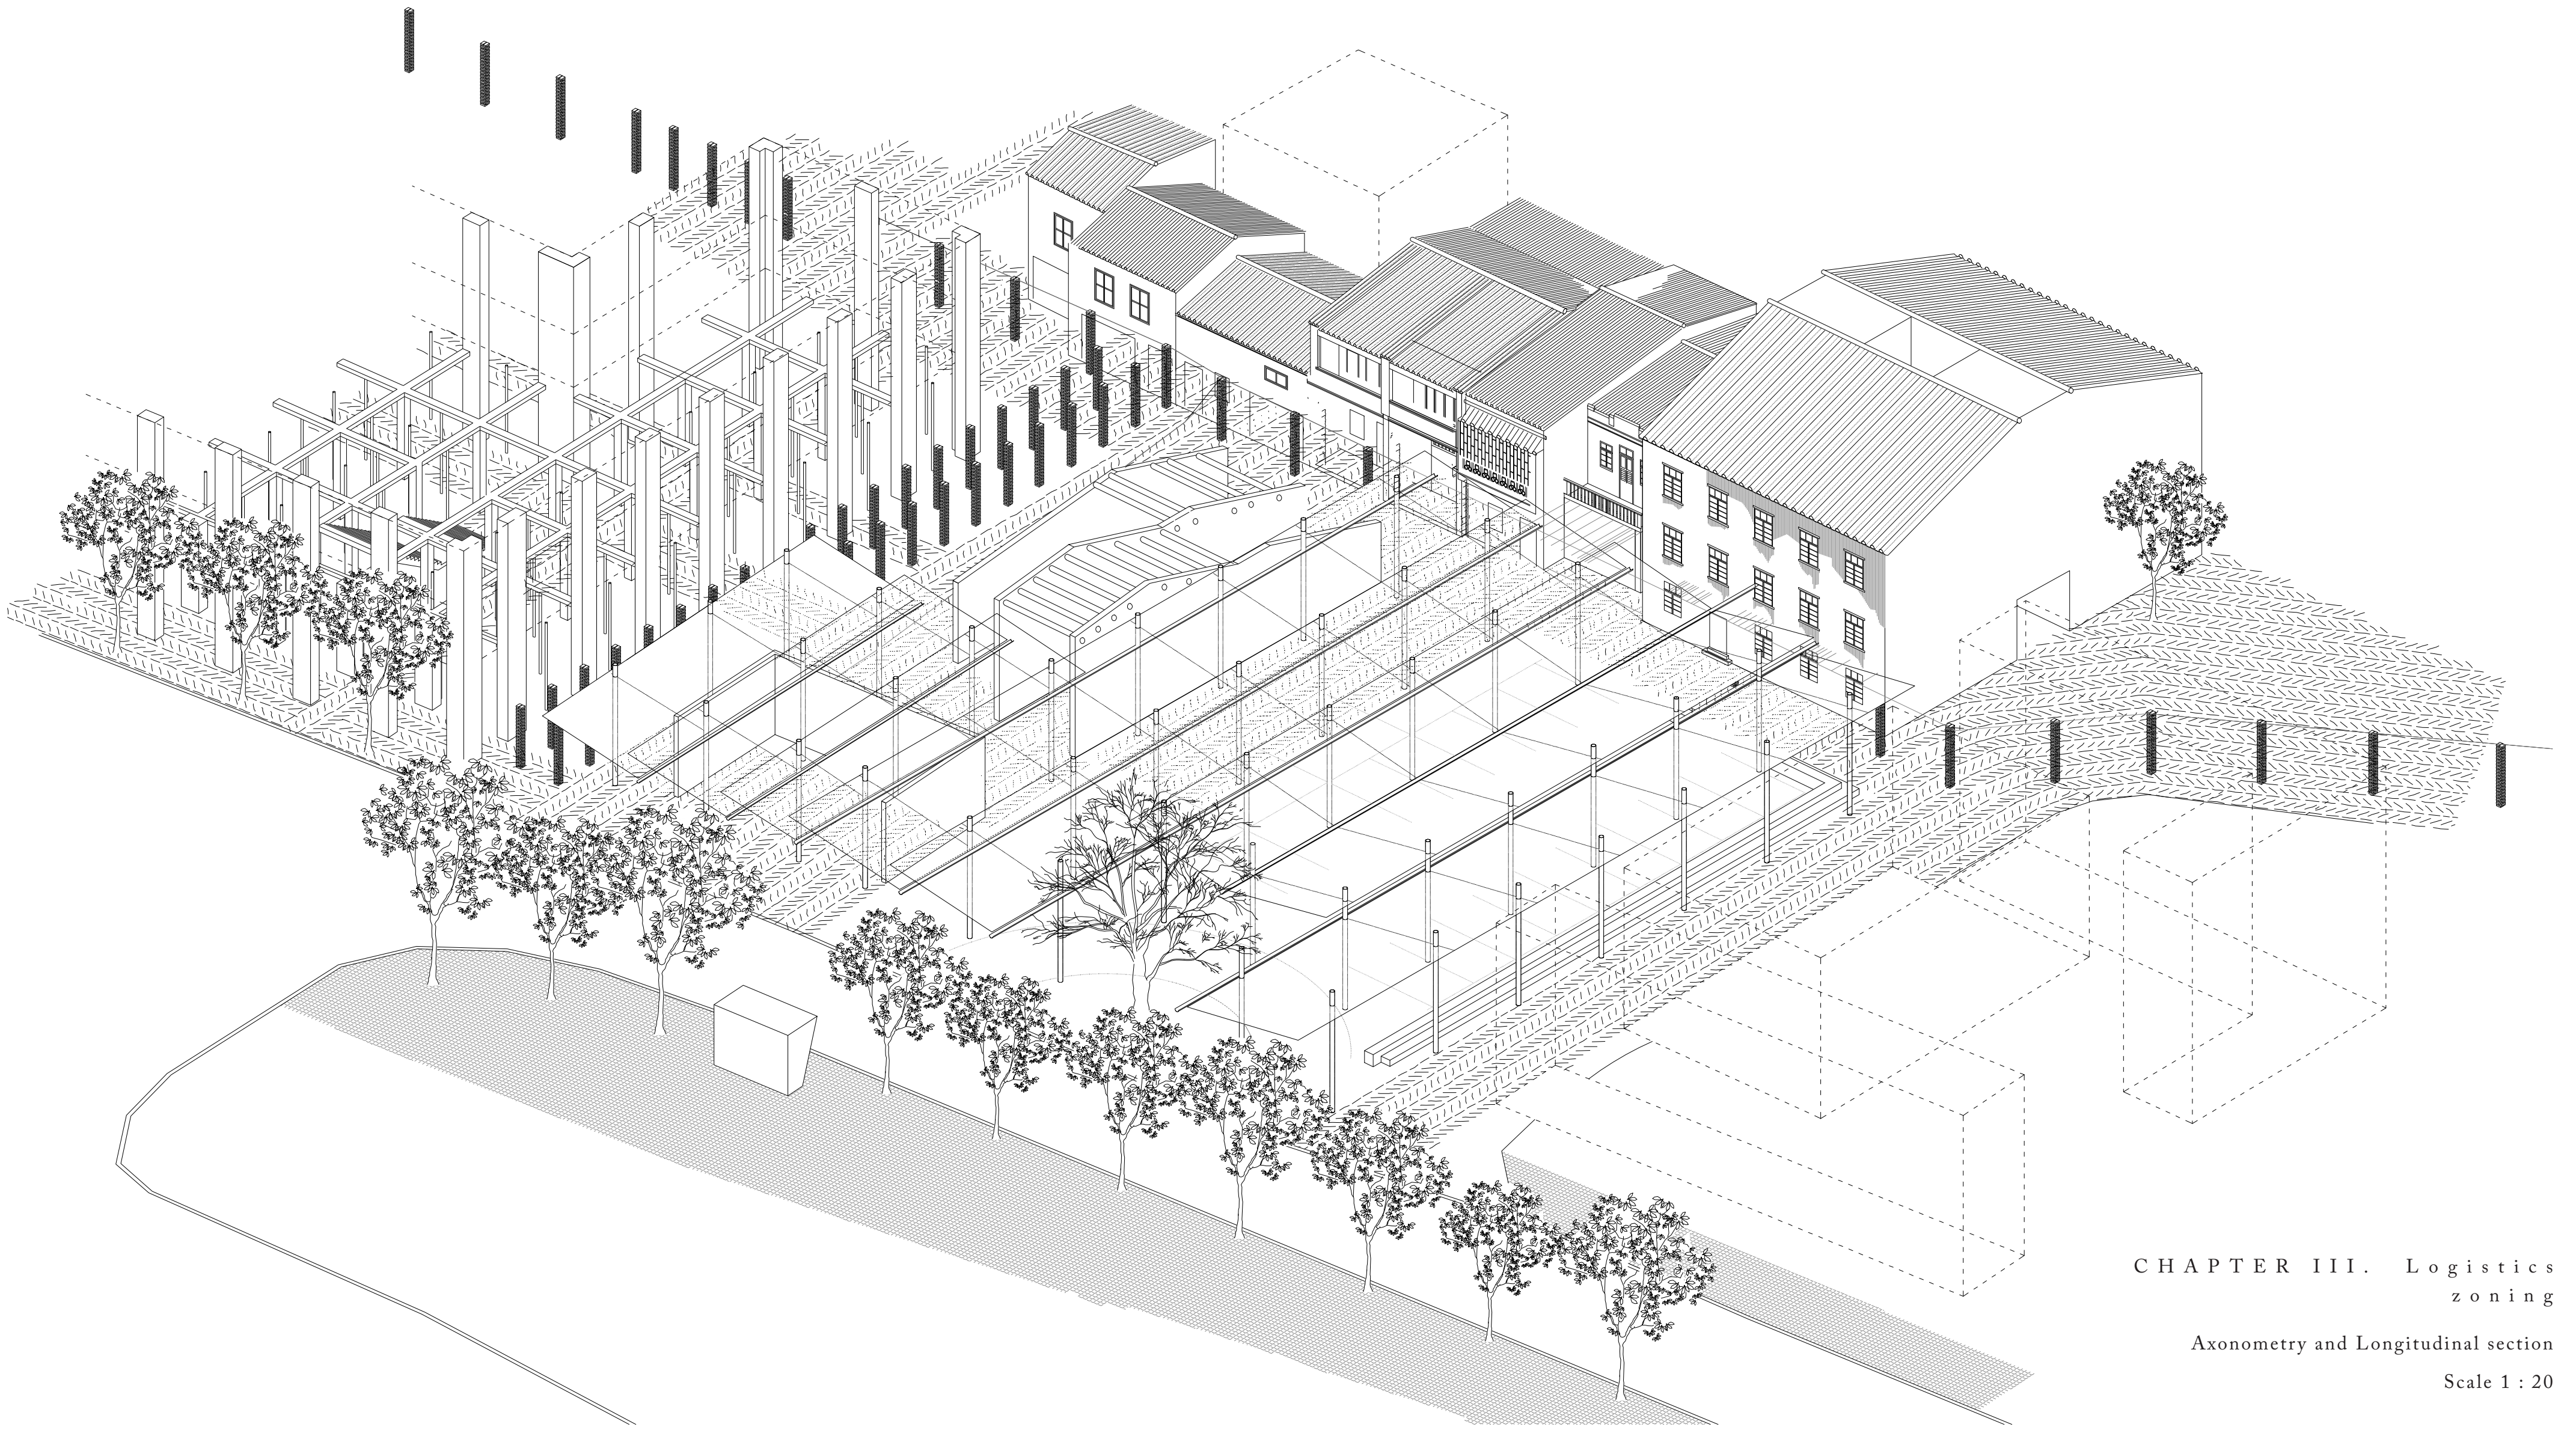 CHAPTER III. Logistics
zoning
Axonometry and Longitudinal section
Scale 1 : 20